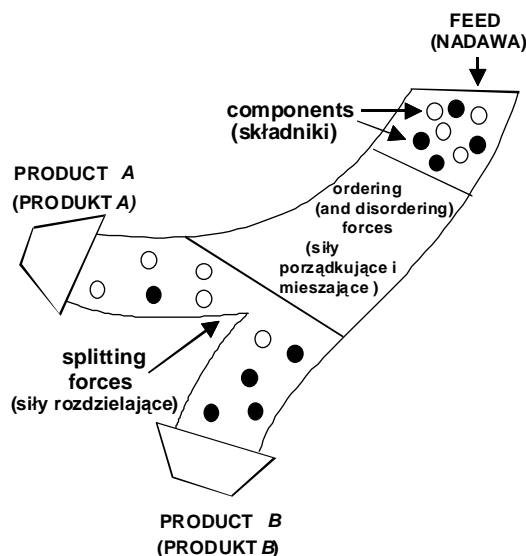 FEED
(NADAWA)
components
(składniki)
ordering
(and disordering)
forces
(siły
porządkujące i
mieszające )
PRODUCT A
(PRODUKT A)
splitting
forces
(siły rozdzielające)
PRODUCT B
(PRODUKT B)